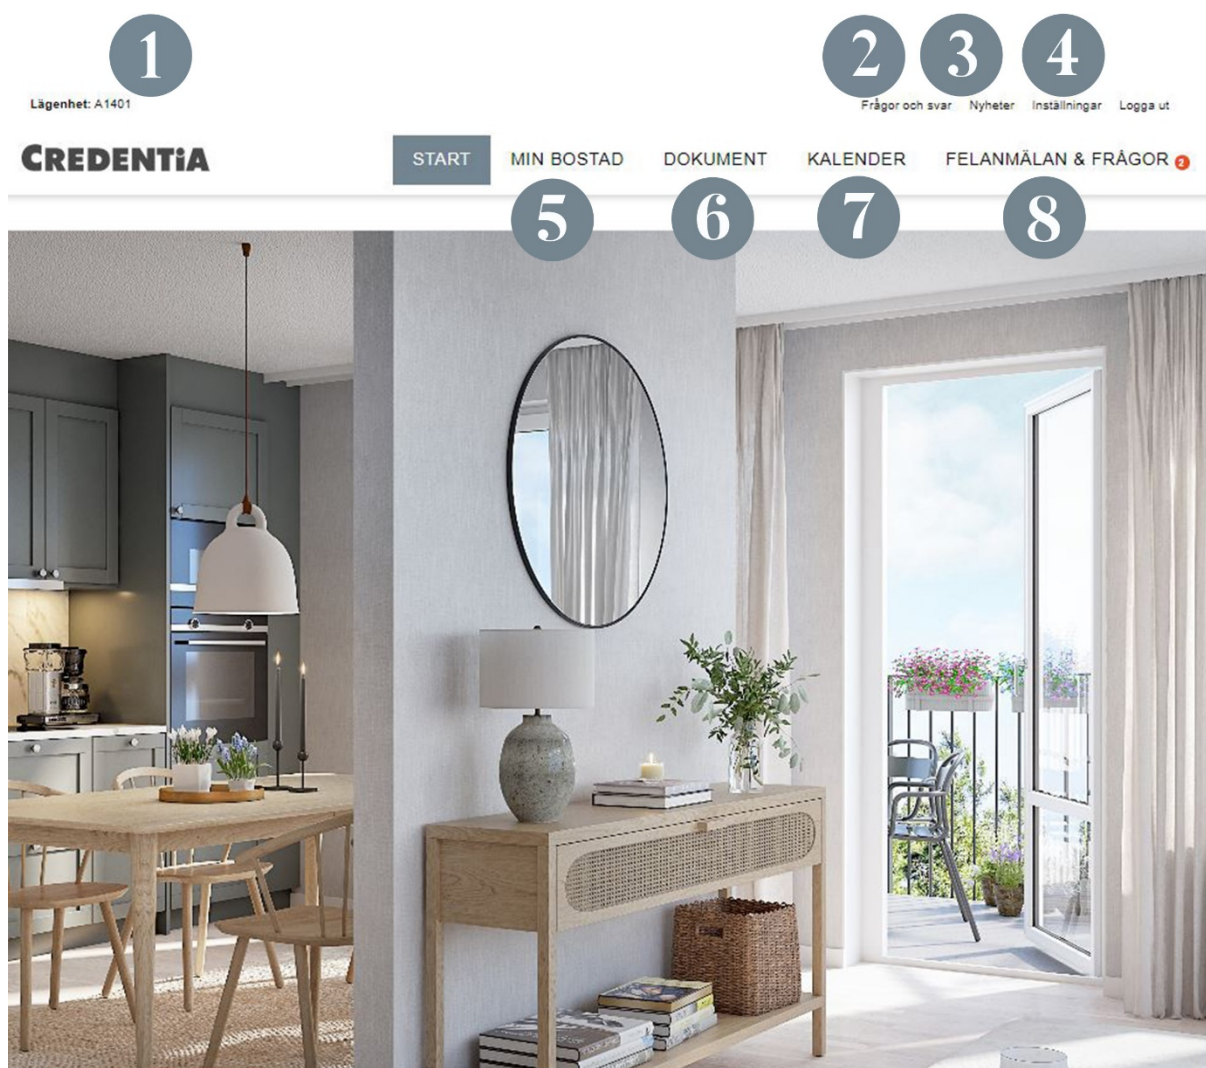 1
2 3 4
Lägenhet: A1401
Frågor och svar Nyheter Inställningar Logga ut
CREDENTiA
START MIN BOSTAD DOKUMENT KALENDER FELANMÄLAN & FRÅGOR 2
5 6 7 8